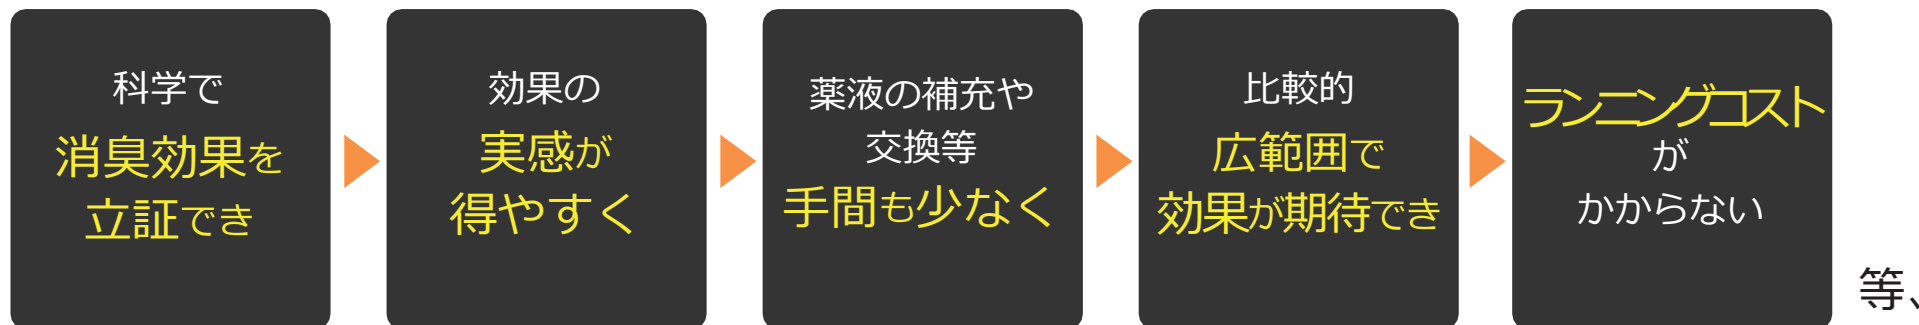 科学で
消臭効果を
立証でき
効果の
実感が
得やすく
薬液の補充や
交換等
手間も少なく
比較的
広範囲で
効果が期待でき
ランニングコスト
が
かからない
等、